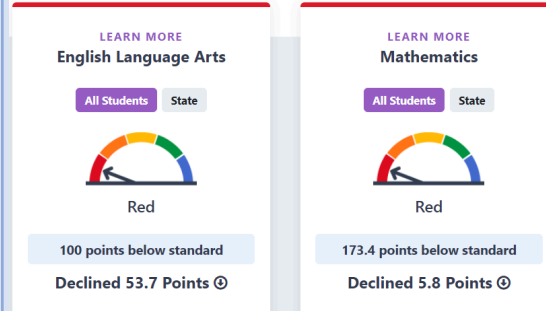 LEARN MORE
English Language Arts
All Students State
Red
100 points below standard
Declined 53.7 Points
LEARN MORE
Mathematics
All Students State
Red
173.4 points below standard
Declined 5.8 Points